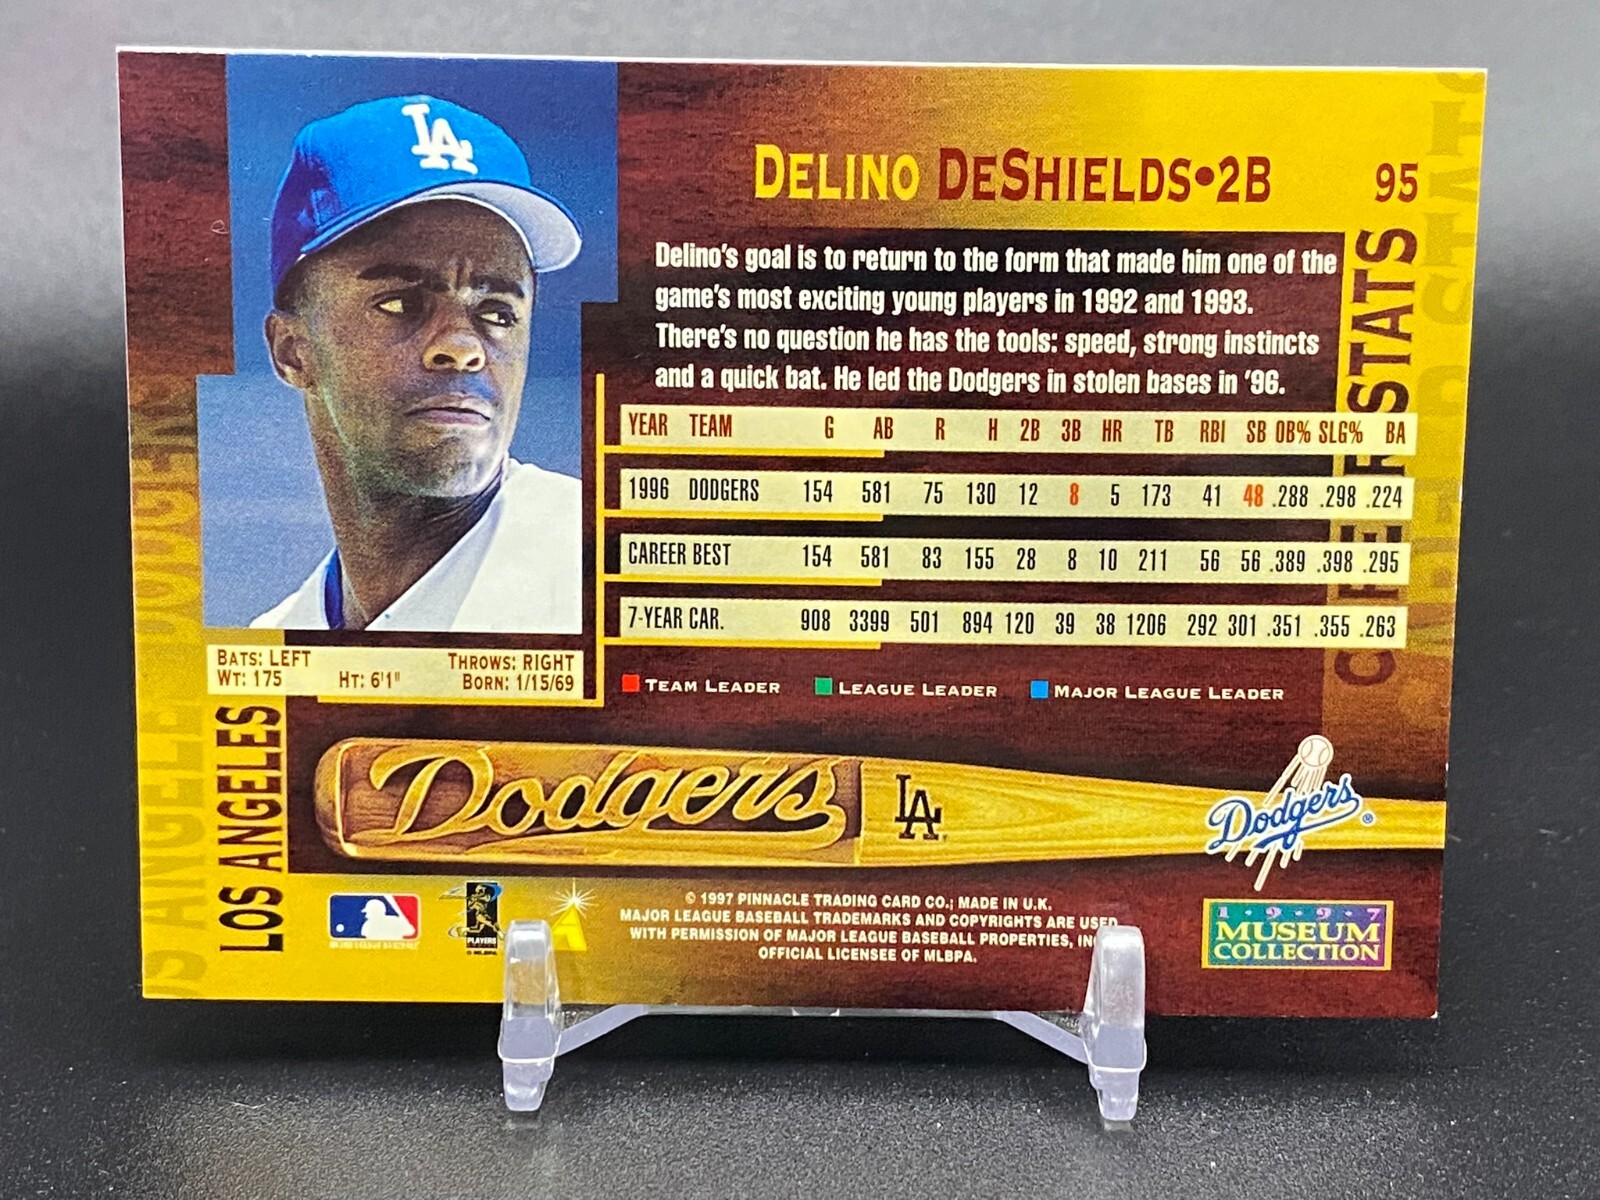 LA
DELINO DESHIELDS•2B
95
Delino's goal is to return to the form that made him one of the
game's most exciting young players in 1992 and 1993.
There's no question he has the tools: speed, strong instincts
and a quick bat. He led the Dodgers in stolen bases in '96.
YEAR TEAM G AB R H 2B 3B HR TB RBI SB OB% SLG% BA
1996 DODGERS 154 581 75 130 12 8 5 173 41 48 .288 .298 .224
CAREER BEST 154 581 83 155 28 8 10 211 56 56 .389 .398 .295
7-YEAR CAR. 908 3399 501 894 120 39 38 1206 292 301 .351 .355 .263
STATS
BATS: LEFT THROWS: RIGHT
WT: 175 HT: 6'1" BORN: 1/15/69
TEAM LEADER LEAGUE LEADER MAJOR LEAGUE LEADER
LOS ANGELES
Dodgers
LA
Dodgers®
PLAYERS
© 1997 PINNACLE TRADING CARD CO.; MADE IN U.K.
MAJOR LEAGUE BASEBALL TRADEMARKS AND COPYRIGHTS ARE USED
WITH PERMISSION OF MAJOR LEAGUE BASEBALL PROPERTIES,
OFFICIAL LICENSEE OF MLBPA.
1•9•9•7
MUSEUM
COLLECTION